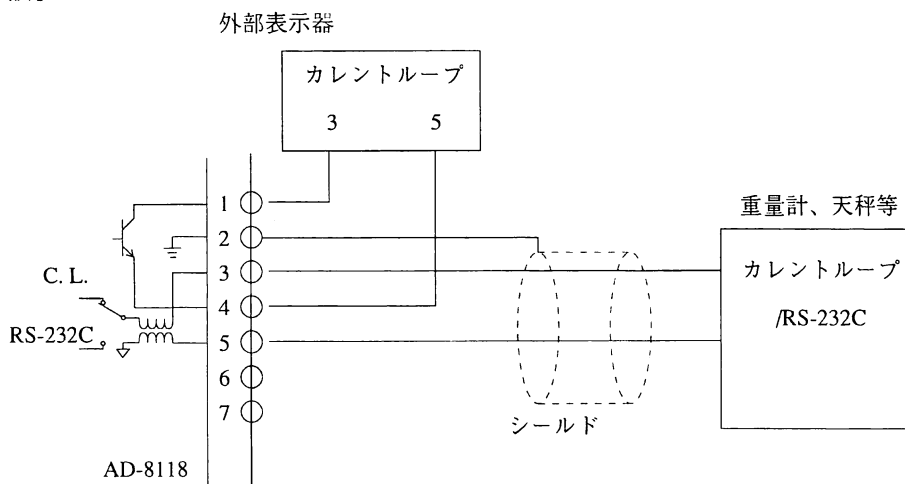 外部表示器
カレントループ
3 5
1
2
3
4
5
6
7
C. L.
RS-232C
AD-8118
シールド
重量計、天秤等
カレントループ
/RS-232C